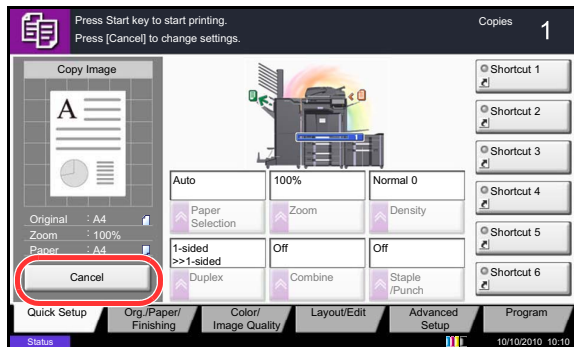 Press Start key to start printing.
Press [Cancel] to change settings.
Copies
1
Copy Image
A
Original : A4
Zoom : 100%
Paper : A4
Cancel
1
Auto
Paper
Selection
100%
Zoom
Normal 0
Density
1-sided
>>1-sided
Duplex
Off
Combine
Off
Staple
/Punch
Shortcut 1
Shortcut 2
Shortcut 3
Shortcut 4
Shortcut 5
Shortcut 6
Quick Setup
Org./Paper/
Finishing
Color/
Image Quality
Layout/Edit
Advanced
Setup
Program
Status
10/10/2010 10:10